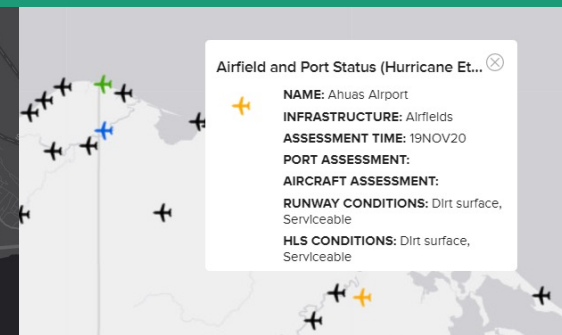 Airfield and Port Status (Hurricane Et...
NAME: Ahuas Airport
INFRASTRUCTURE: Airfields
ASSESSMENT TIME: 19NOV20
PORT ASSESSMENT:
AIRCRAFT ASSESSMENT:
RUNWAY CONDITIONS: Dirt surface,
Serviceable
HLS CONDITIONS: Dirt surface,
Serviceable